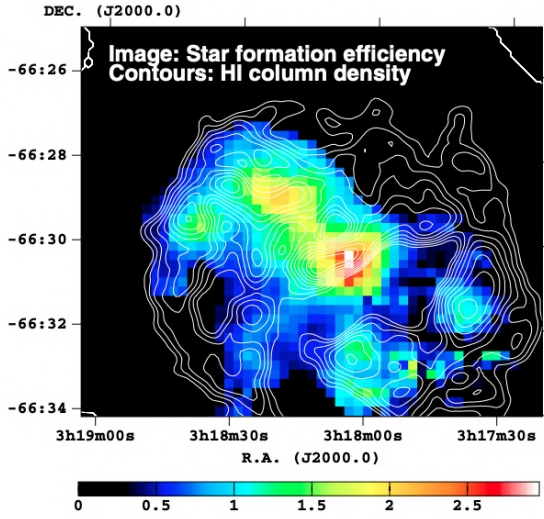 DEC. (J2000.0)
Image: Star formation efficiency
Contours: HI column density
-66:26
-66:28
-66:30
-66:32
-66:34
3h19m00s 3h18m30s 3h18m00s 3h17m30s
R.A. (J2000.0)
0 0.5 1 1.5 2 2.5